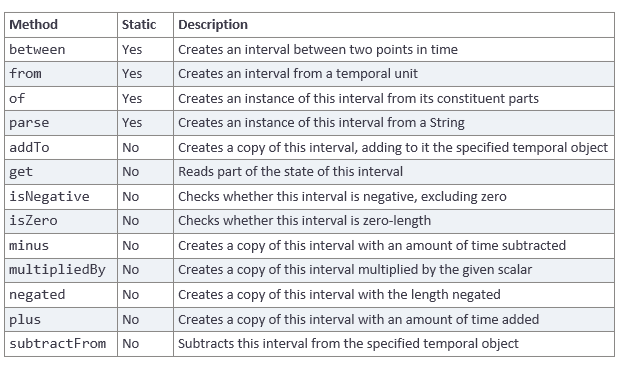 Method Static Description
between Yes Creates an interval between two points in time
from Yes Creates an interval from a temporal unit
of Yes Creates an instance of this interval from its constituent parts
parse Yes Creates an instance of this interval from a String
addTo No Creates a copy of this interval, adding to it the specified temporal object
get No Reads part of the state of this interval
isNegative No Checks whether this interval is negative, excluding zero
isZero No Checks whether this interval is zero-length
minus No Creates a copy of this interval with an amount of time subtracted
multipliedBy No Creates a copy of this interval multiplied by the given scalar
negated No Creates a copy of this interval with the length negated
plus No Creates a copy of this interval with an amount of time added
subtractFrom No Subtracts this interval from the specified temporal object